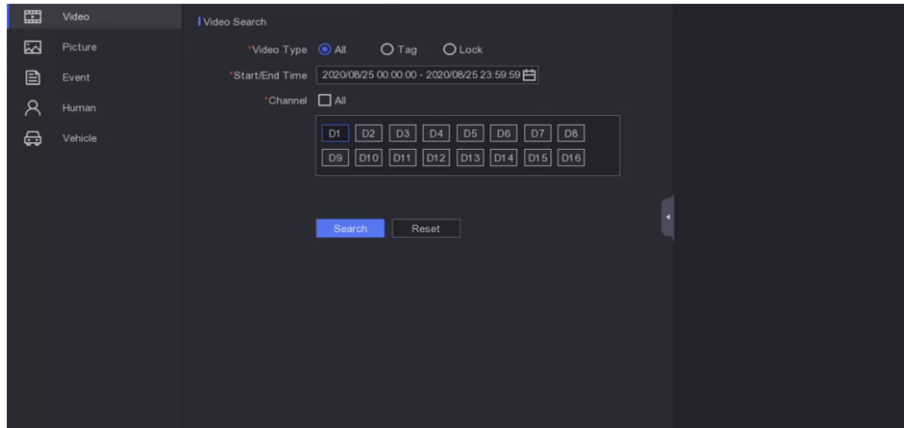 Video
Picture
Event
Human
Vehicle
Video Search
*Video Type All Tag Lock
*Start/End Time 2020/08/25 00:00:00 - 2020/08/25 23:59:59
*Channel All
D1 D2 D3 D4 D5 D6 D7 D8
D9 D10 D11 D12 D13 D14 D15 D16
Search Reset